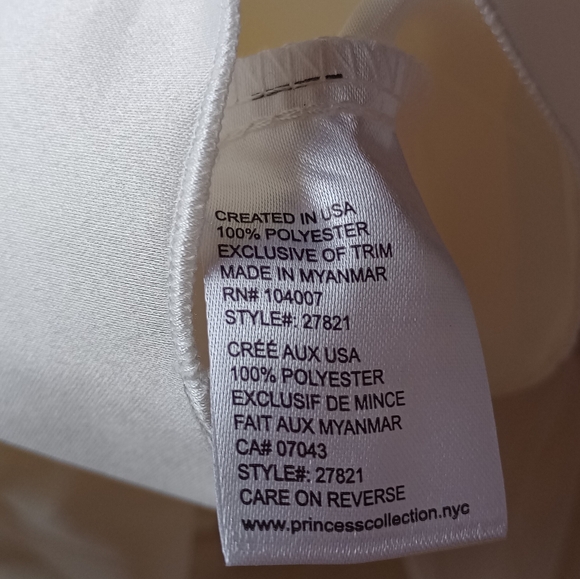 CREATED IN USA
100% POLYESTER
EXCLUSIVE OF TRIM
MADE IN MYANMAR
RN# 104007
STYLE#: 27821
CRÉÉ AUX USA
100% POLYESTER
EXCLUSIF DE MINCE
FAIT AUX MYANMAR
CA# 07043
STYLE#: 27821
CARE ON REVERSE
www.princesscollection.nyc